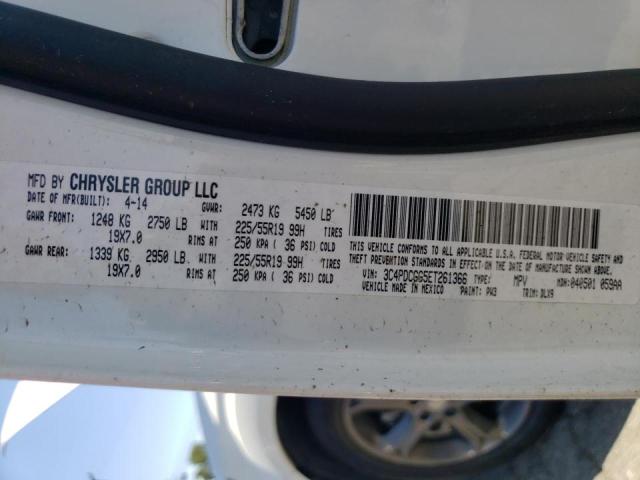 MFD BY CHRYSLER GROUP LLC
DATE OF MFR(BUILT): 4-14 GVWR: 2473 KG 5450 LB
GAWR FRONT: 1248 KG 2750 LB WITH 225/55R19 99H TIRES
19X7.0 RIMS AT 250 KPA ( 36 PSI) COLD
GAWR REAR: 1339 KG 2950 LB WITH 225/55R19 99H TIRES
19X7.0 RIMS AT 250 KPA ( 36 PSI) COLD
THIS VEHICLE CONFORMS TO ALL APPLICABLE U.S.A. FEDERAL MOTOR VEHICLE SAFETY AND
THEFT PREVENTION STANDARDS IN EFFECT ON THE DATE OF MANUFACTURE SHOWN ABOVE.
VIN: 3C4PDCGG5ET261366 TYPE: MPV MDH: 040501 059AA
VEHICLE MADE IN MEXICO PAINT: PW3 TRIM: DLX9